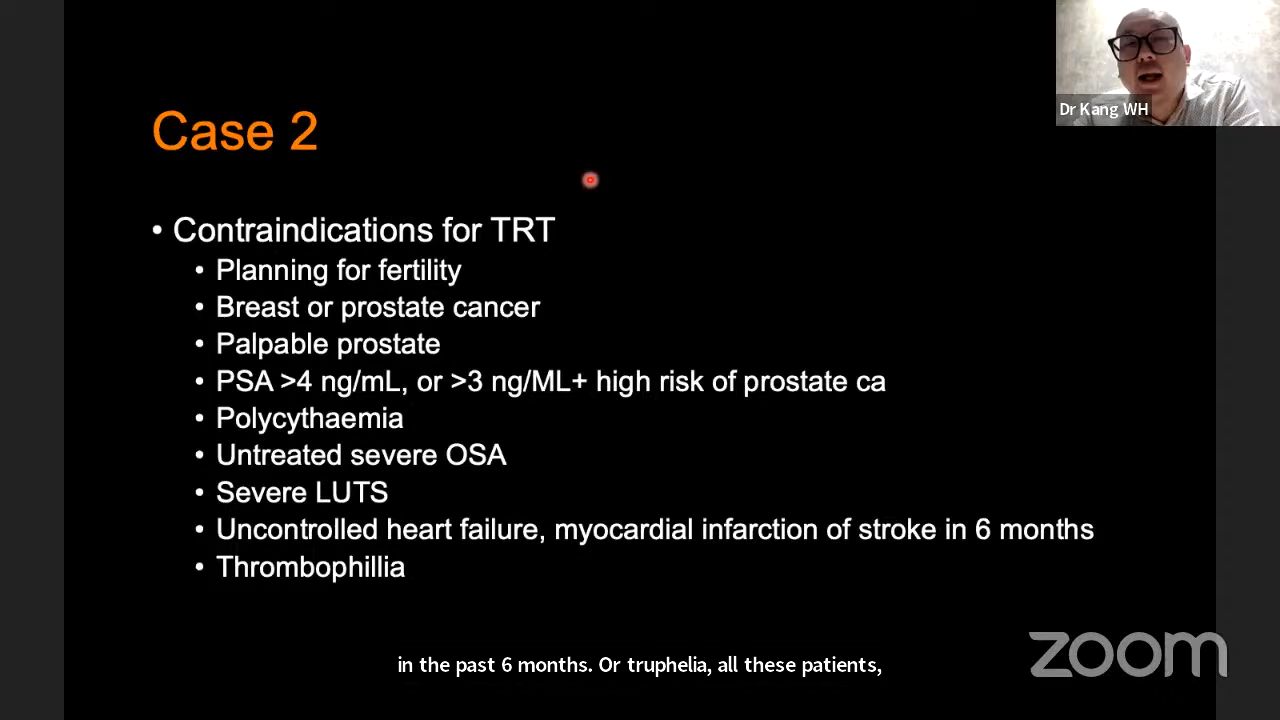 Dr Kang WH
Case 2
• Contraindications for TRT
• Planning for fertility
• Breast or prostate cancer
• Palpable prostate
• PSA >4 ng/mL, or >3 ng/ML+ high risk of prostate ca
• Polycythaemia
• Untreated severe OSA
• Severe LUTS
• Uncontrolled heart failure, myocardial infarction of stroke in 6 months
• Thrombophillia
in the past 6 months. Or truphelia, all these patients,
zoom